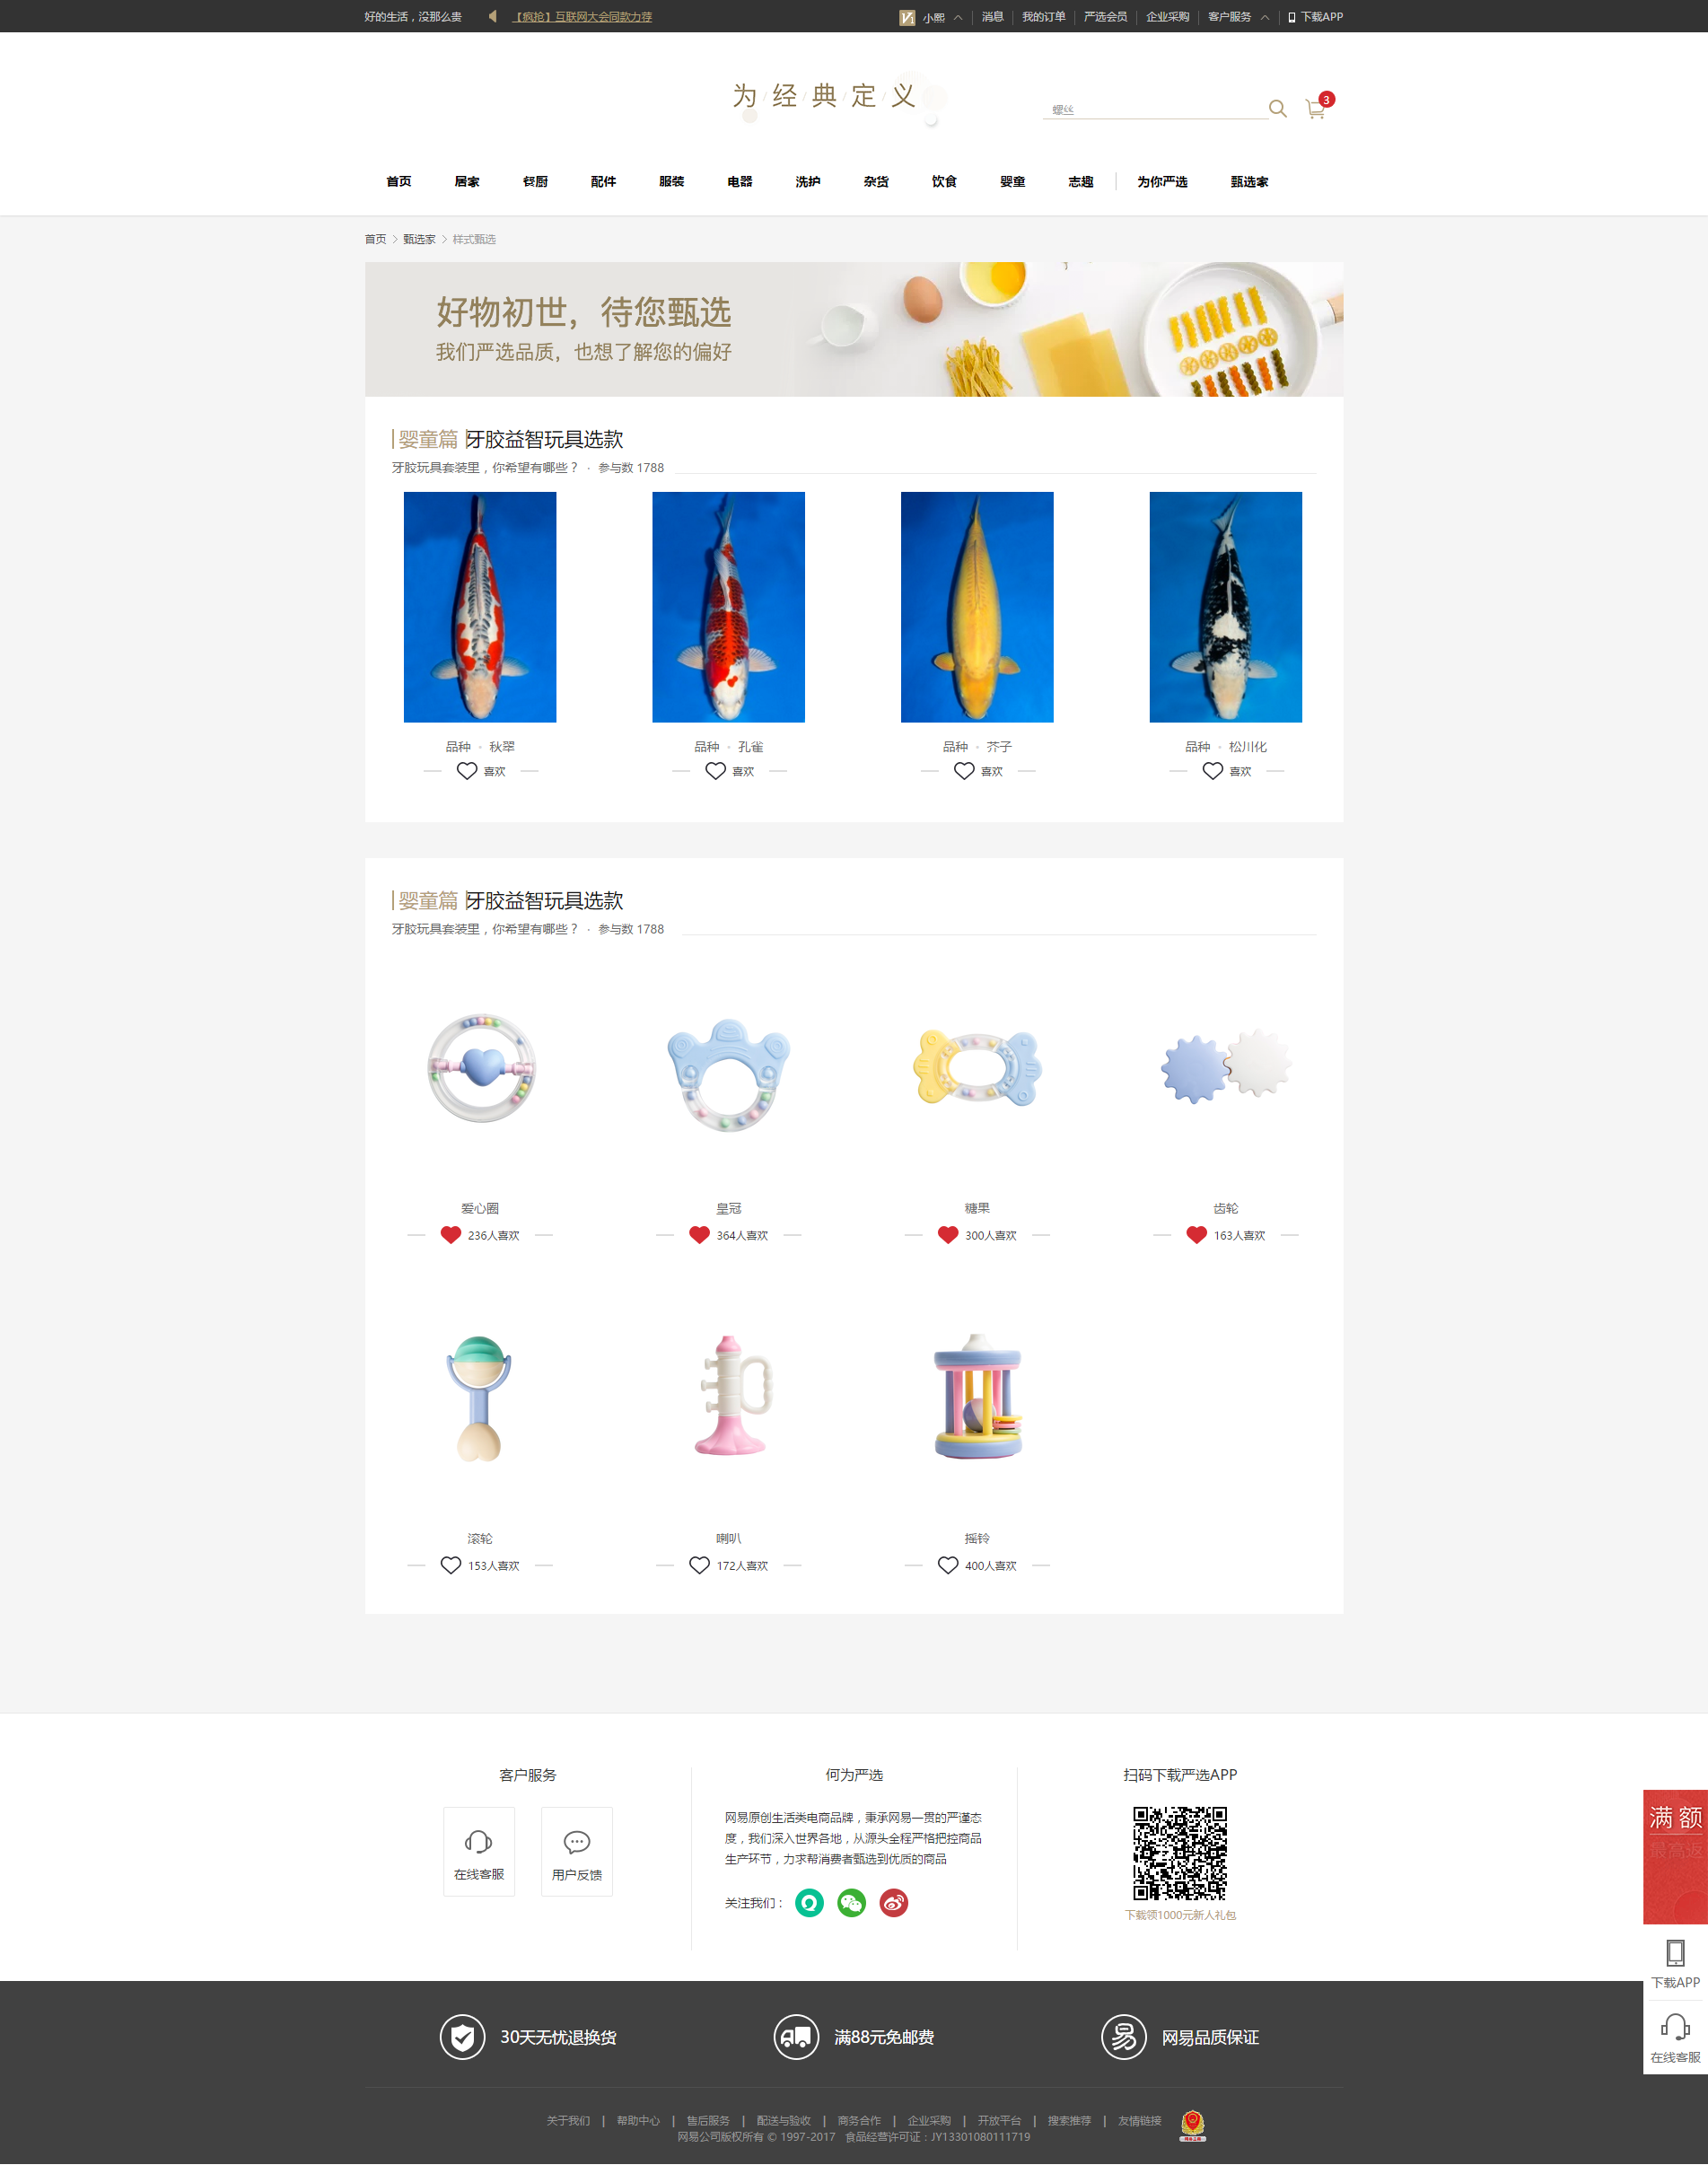 好的生活，没那么贵
【疯枪】互联网大会同款力荐
小熙
消息
我的订单
严选会员
企业采购
客户服务
下载APP
为/经/典/定/义
螺丝
3
首页
居家
餐厨
配件
服装
电器
洗护
杂货
饮食
婴童
志趣
为你严选
甄选家
首页 > 甄选家 > 样式甄选
好物初世，待您甄选
我们严选品质，也想了解您的偏好
婴童篇 牙胶益智玩具选款
牙胶玩具套装里，你希望有哪些？ · 参与数 1788
品种 · 秋翠
品种 · 孔雀
品种 · 芥子
品种 · 松川化
喜欢
喜欢
喜欢
喜欢
婴童篇 牙胶益智玩具选款
牙胶玩具套装里，你希望有哪些？ · 参与数 1788
爱心圈
皇冠
糖果
齿轮
236人喜欢
364人喜欢
300人喜欢
163人喜欢
滚轮
喇叭
摇铃
153人喜欢
172人喜欢
400人喜欢
客户服务
在线客服
用户反馈
何为严选
网易原创生活类电商品牌，秉承网易一贯的严谨态
度，我们深入世界各地，从源头全程严格把控商品
生产环节，力求帮消费者甄选到优质的商品
关注我们：
扫码下载严选APP
下载领1000元新人礼包
满额
最高返
下载APP
在线客服
30天无忧退换货
满88元免邮费
易
网易品质保证
关于我们 | 帮助中心 | 售后服务 | 配送与验收 | 商务合作 | 企业采购 | 开放平台 | 搜索推荐 | 友情链接
网易公司版权所有 © 1997-2017 食品经营许可证：JY13301080111719